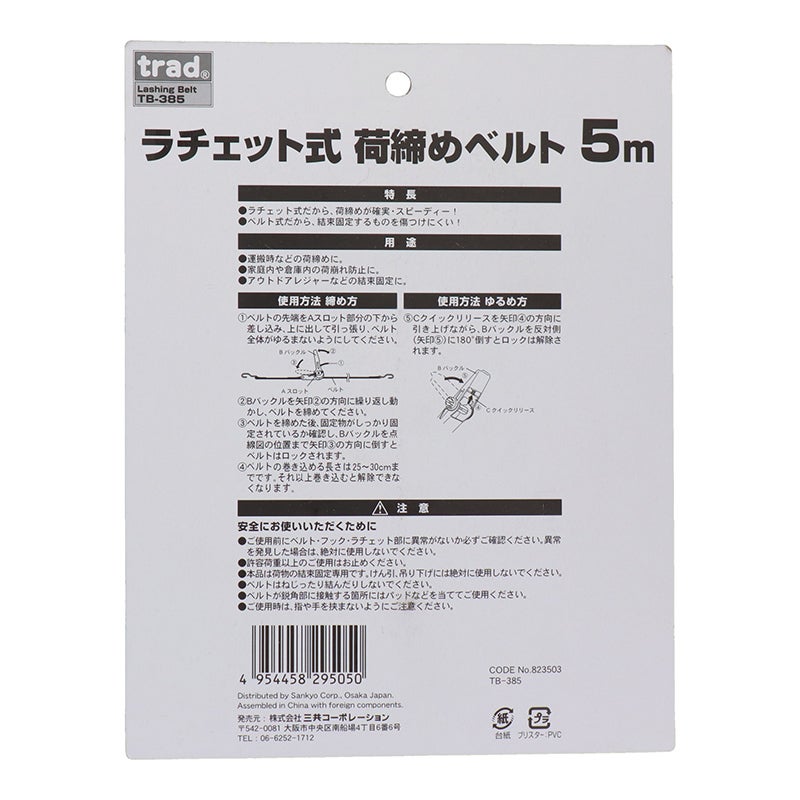 trad®
Lashing Belt
TB-385
ラチェット式 荷締めベルト 5m
特長
●ラチェット式だから、荷締めが確実・スピーディー！
●ベルト式だから、結束固定するものを傷つけにくい！
用途
●運搬時などの荷締めに。
●家庭内や倉庫内の荷崩れ防止に。
●アウトドアレジャーなどの結束固定に。
使用方法 締め方
①ベルトの先端をAスロット部分の下から
差し込み、上に出して引っ張り、ベルト
全体がゆるまないようにしてください。
Bバックル
②
③
①
Aスロット
ベルト
②Bバックルを矢印②の方向に繰り返し動
かし、ベルトを締めてください。
③ベルトを締めた後、固定物がしっかり固
定されているか確認し、Bバックルを点
線図の位置まで矢印③の方向に倒すと
ベルトはロックされます。
④ベルトの巻き込める長さは25～30cmま
でです。それ以上巻き込むと解除できな
くなります。
使用方法 ゆるめ方
⑤Cクイックリリースを矢印④の方向に
引き上げながら、Bバックルを反対側
(矢印⑤)に180°倒すとロックは解除さ
れます。
Bバックル
⑤
④
Cクイックリリース
注意
安全にお使いいただくために
●ご使用前にベルト・フック・ラチェット部に異常がないか必ずご確認ください。異常
を発見した場合は、絶対に使用しないでください。
●許容荷重以上のご使用はお止めください。
●本品は荷物の結束固定専用です。けん引、吊り下げには絶対に使用しないでください。
●ベルトはねじったり結んだりしないでください。
●ベルトが鋭角部に接触する箇所にはパッドなどを当ててご使用ください。
●ご使用時は、指や手を挟まないようにご注意ください。
4 954458 295050
CODE No.823503
TB-385
Distributed by Sankyo Corp., Osaka Japan.
Assembled in China with foreign components.
発売元：株式会社 三共コーポレーション
〒542-0081 大阪市中央区南船場4丁目6番6号
TEL：06-6252-1712
紙
台紙
プラ
ブリスター：PVC